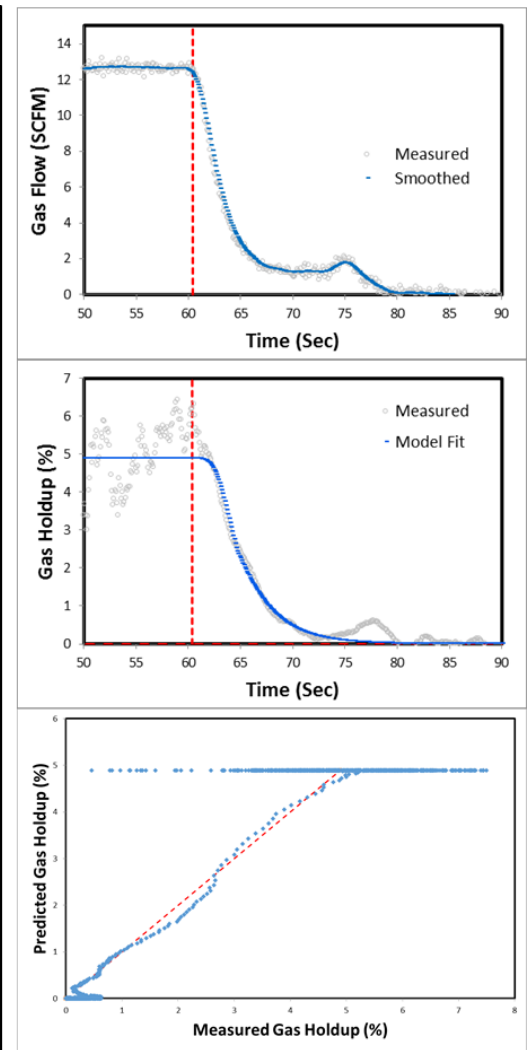 14
12
10
8
6
4
2
0
Gas Flow (SCFM)
Measured
Smoothed
50 55 60 65 70 75 80 85 90
Time (Sec)
7
6
5
4
3
2
1
0
Gas Holdup (%)
Measured
Model Fit
50 55 60 65 70 75 80 85 90
Time (Sec)
6
5
4
3
2
1
0
Predicted Gas Holdup (%)
0 1 2 3 4 5 6 7 8
Measured Gas Holdup (%)